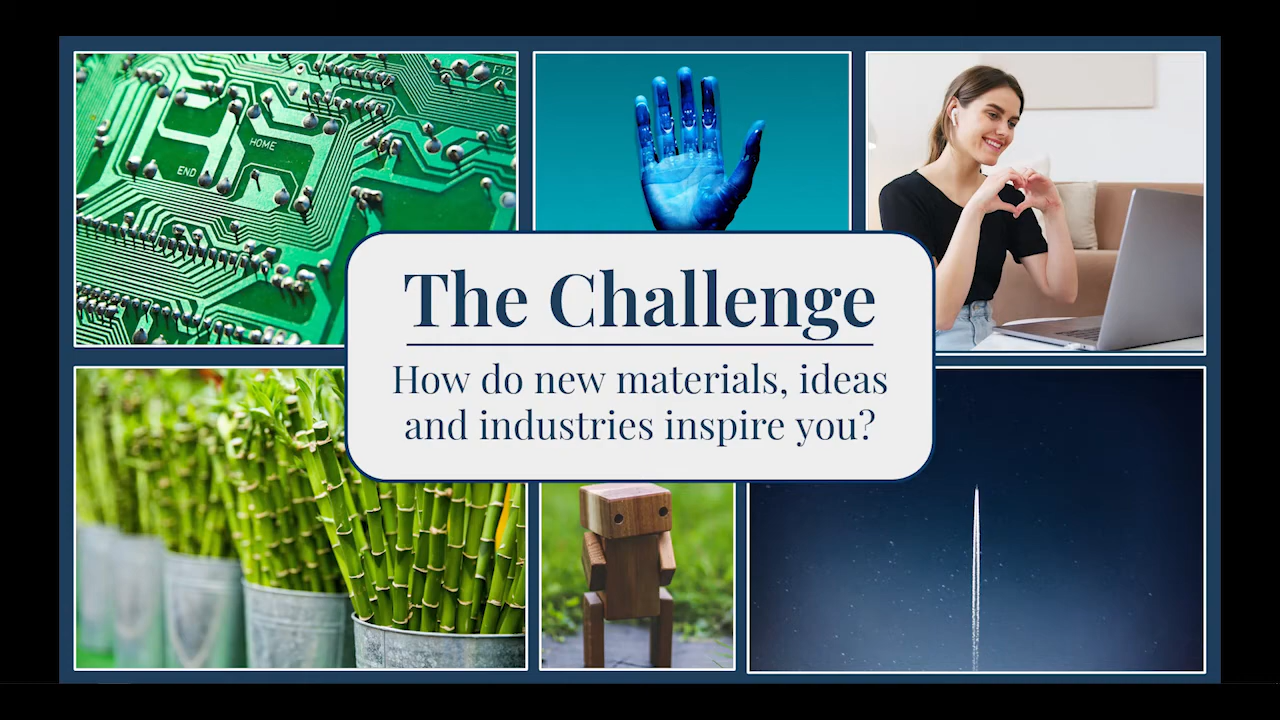 F12
HOME
END
The Challenge
How do new materials, ideas
and industries inspire you?